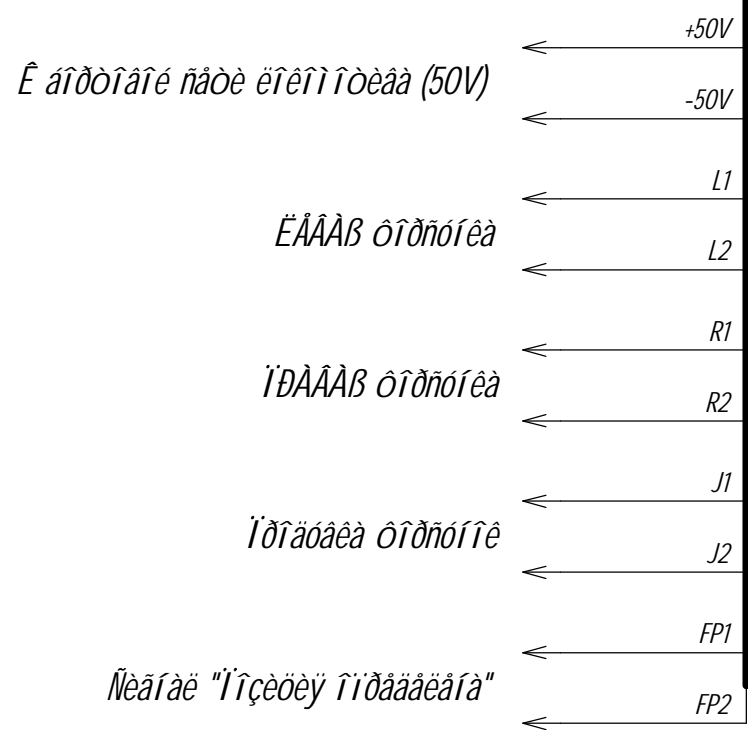 +50V
Ê áîðòîâîé ñåòè ëîêîìîòèâà (50V)
-50V
L1
ËÅÂÀß ôîðñóíêà
L2
R1
ÏÐÀÂÀß ôîðñóíêà
R2
J1
Ïðîäóâêà ôîðñóíîê
J2
FP1
Ñèãíàë "Ïîçèöèÿ îïðåäåëåíà"
FP2